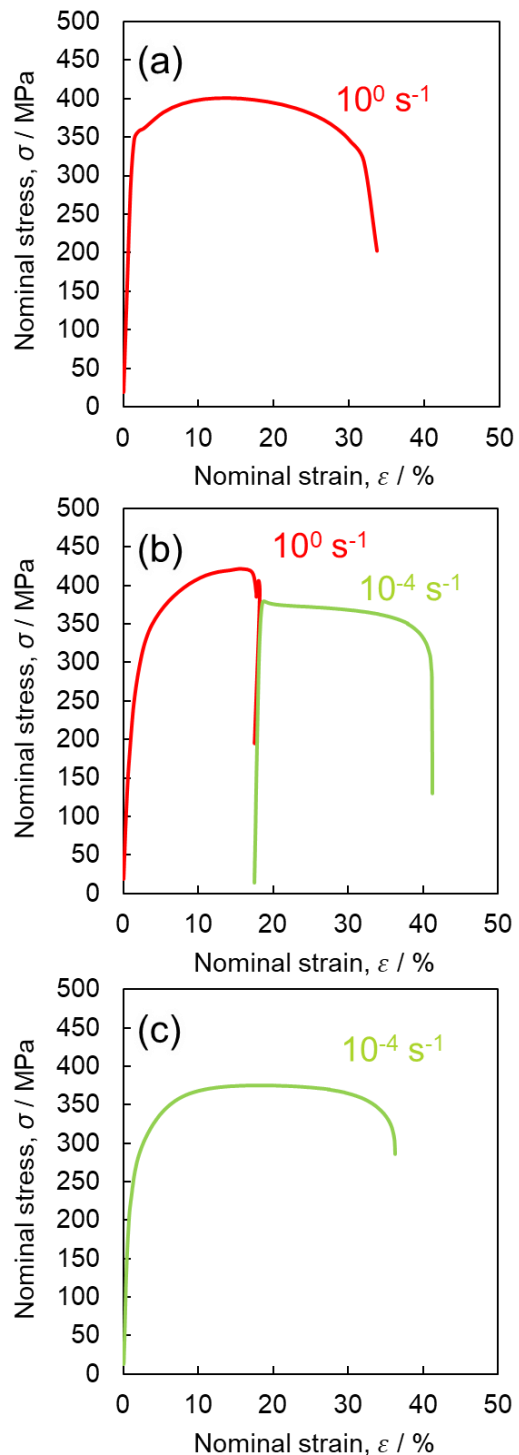 500
(a)
450
10⁰ s⁻¹
400
350
300
250
200
150
100
50
0
Nominal stress, σ / MPa
0 10 20 30 40 50
Nominal strain, ε / %
500
(b)
10⁰ s⁻¹
450
10⁻⁴ s⁻¹
400
350
300
250
200
150
100
50
0
Nominal stress, σ / MPa
0 10 20 30 40 50
Nominal strain, ε / %
500
(c)
450
10⁻⁴ s⁻¹
400
350
300
250
200
150
100
50
0
Nominal stress, σ / MPa
0 10 20 30 40 50
Nominal strain, ε / %